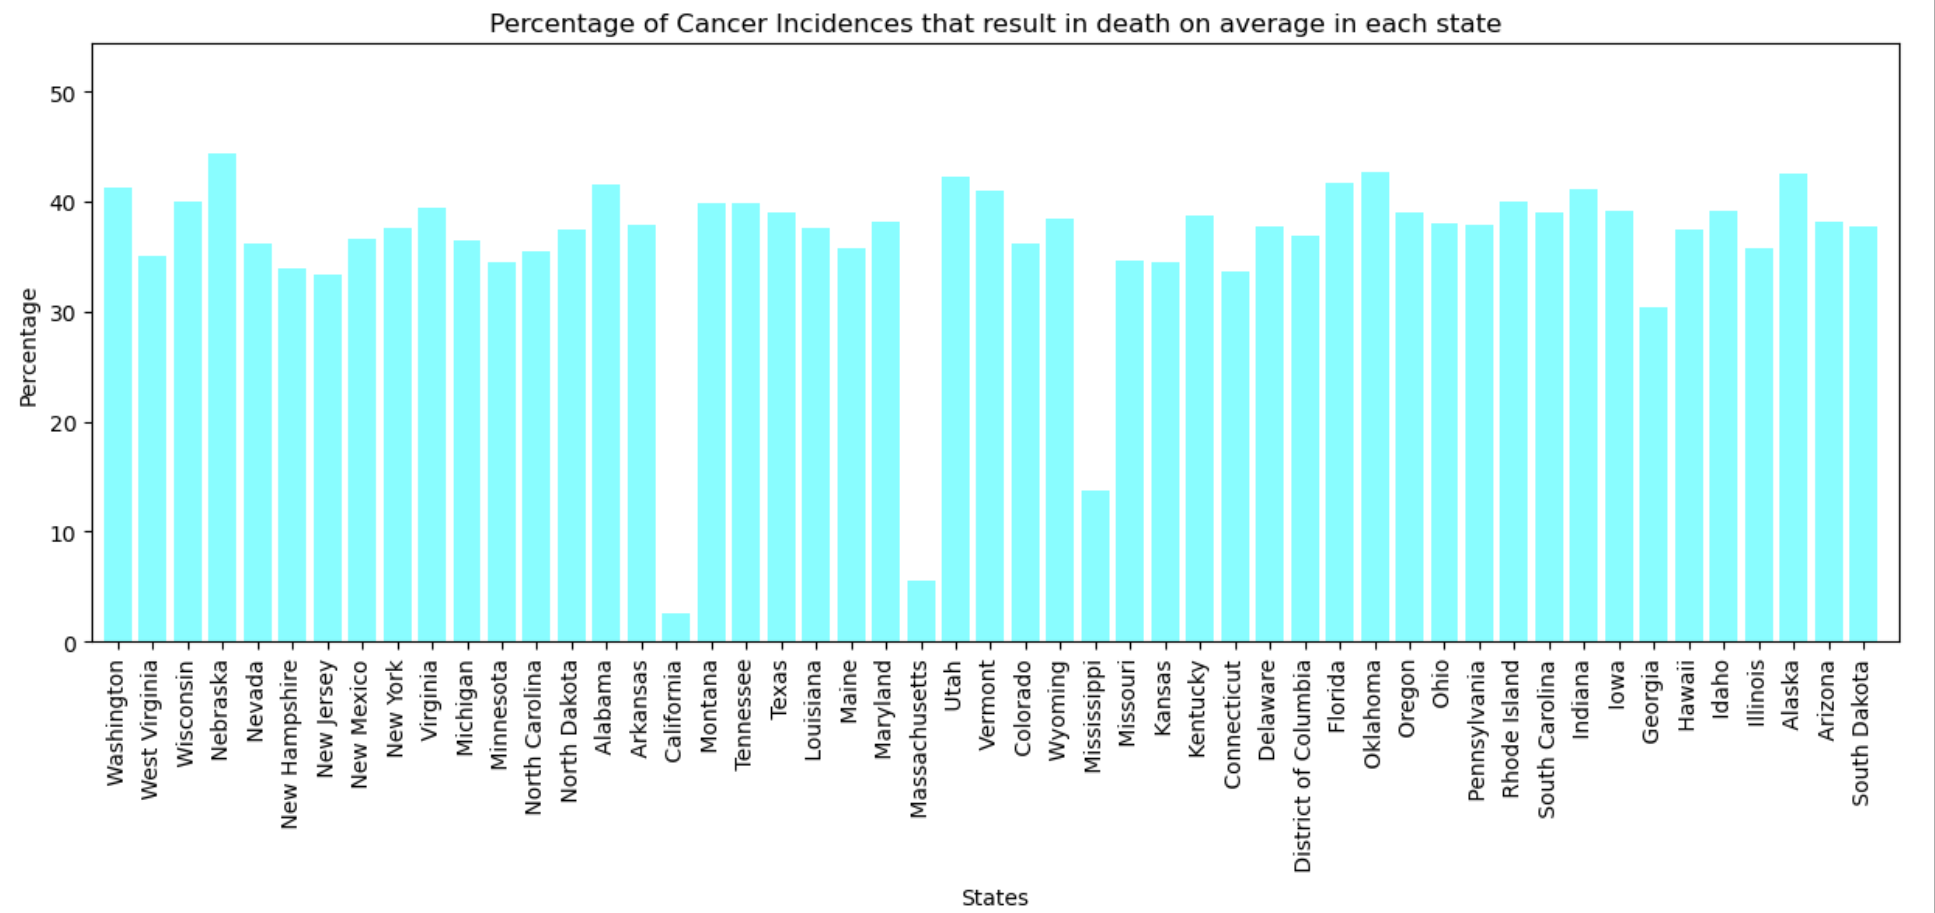 Percentage of Cancer Incidences that result in death on average in each state
Percentage
50
40
30
20
10
0
Washington
West Virginia
Wisconsin
Nebraska
Nevada
New Hampshire
New Jersey
New Mexico
New York
Virginia
Michigan
Minnesota
North Carolina
North Dakota
Alabama
Arkansas
California
Montana
Tennessee
Texas
Louisiana
Maine
Maryland
Massachusetts
Utah
Vermont
Colorado
Wyoming
Mississippi
Missouri
Kansas
Kentucky
Connecticut
Delaware
District of Columbia
Florida
Oklahoma
Oregon
Ohio
Pennsylvania
Rhode Island
South Carolina
Indiana
Iowa
Georgia
Hawaii
Idaho
Illinois
Alaska
Arizona
South Dakota
States